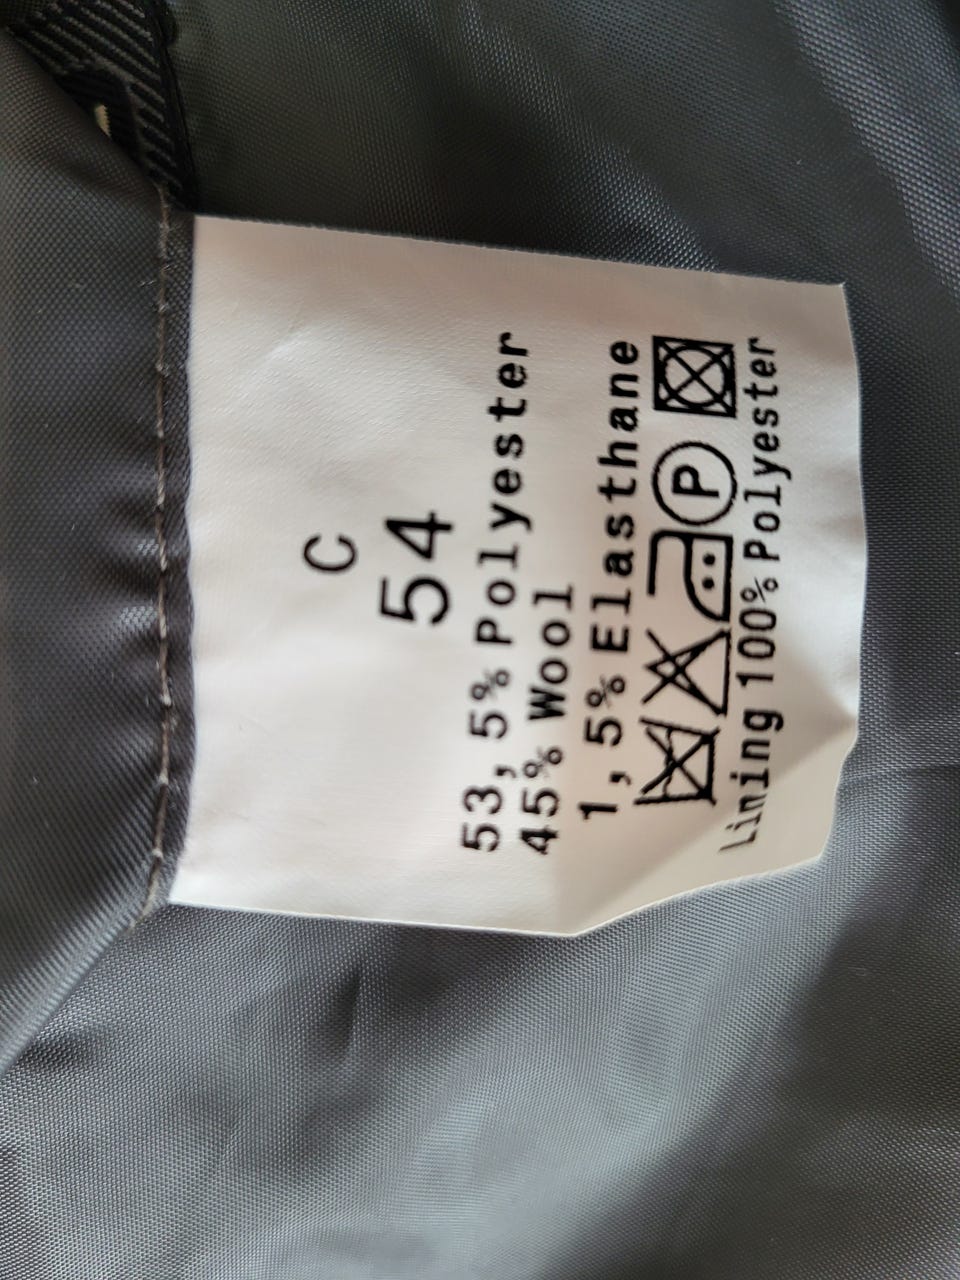 C
54
53,5% Polyester
45% Wool
1,5% Elasthane
P
Lining 100% Polyester